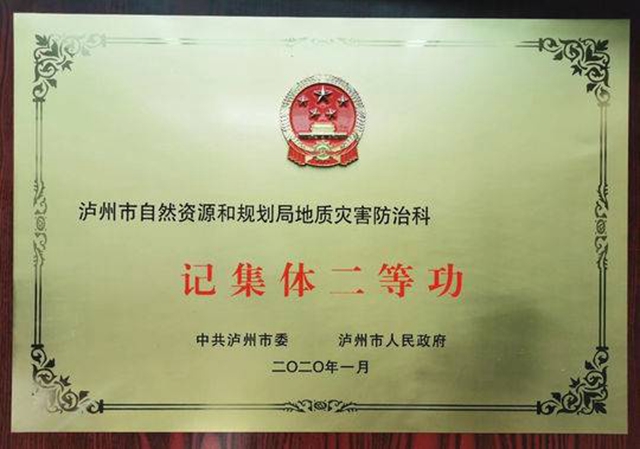 泸州市自然资源和规划局地质灾害防治科
记集体二等功
中共泸州市委 泸州市人民政府
二〇二〇年一月